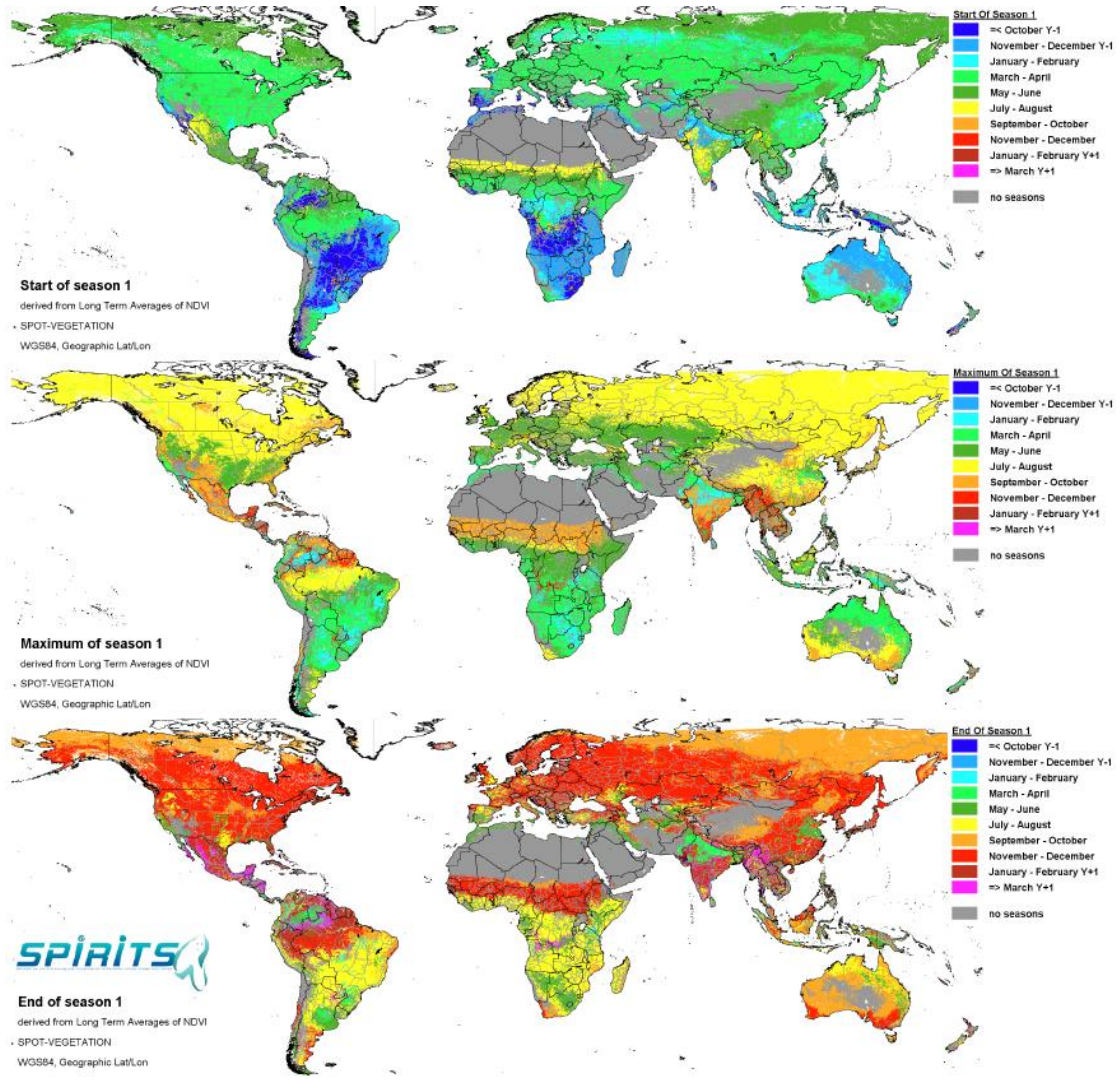 Start Of Season 1
=< October Y-1
November - December Y-1
January - February
March - April
May - June
July - August
September - October
November - December
January - February Y+1
=> March Y+1
no seasons
Start of season 1
derived from Long Term Averages of NDVI
SPOT-VEGETATION
WGS84, Geographic Lat/Lon
Maximum Of Season 1
=< October Y-1
November - December Y-1
January - February
March - April
May - June
July - August
September - October
November - December
January - February Y+1
=> March Y+1
no seasons
Maximum of season 1
derived from Long Term Averages of NDVI
SPOT-VEGETATION
WGS84, Geographic Lat/Lon
End Of Season 1
=< October Y-1
November - December Y-1
January - February
March - April
May - June
July - August
September - October
November - December
January - February Y+1
=> March Y+1
no seasons
SPIRITS
End of season 1
derived from Long Term Averages of NDVI
SPOT-VEGETATION
WGS84, Geographic Lat/Lon